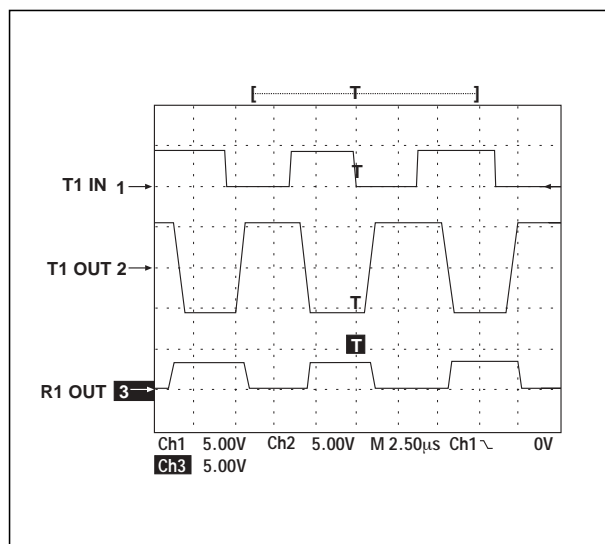 [ T ]
T
T1 IN 1
T1 OUT 2
T
T
R1 OUT 3
Ch1 5.00V Ch2 5.00V M 2.50μs Ch1 0V
Ch3 5.00V